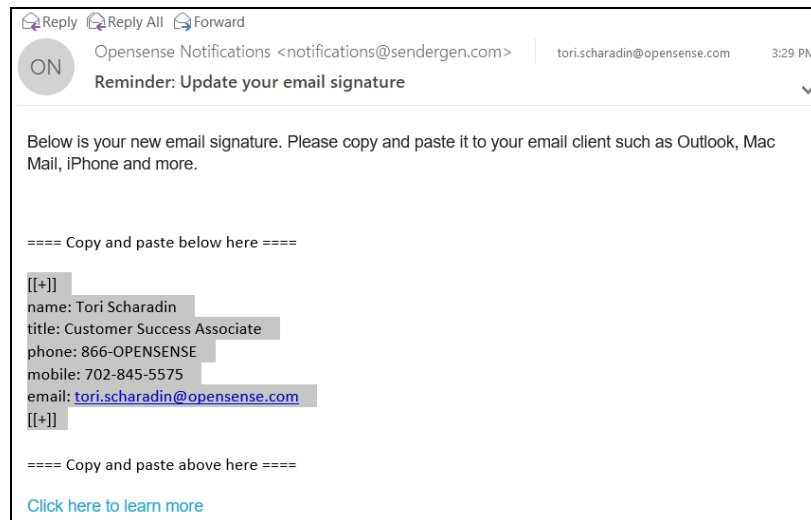 Reply Reply All Forward
ON
Opensense Notifications <notifications@sendergen.com> tori.scharadin@opensense.com 3:29 PM
Reminder: Update your email signature
Below is your new email signature. Please copy and paste it to your email client such as Outlook, Mac
Mail, iPhone and more.
==== Copy and paste below here ====
[[+]]
name: Tori Scharadin
title: Customer Success Associate
phone: 866-OPENSENSE
mobile: 702-845-5575
email: tori.scharadin@opensense.com
[[+]]
==== Copy and paste above here ====
Click here to learn more